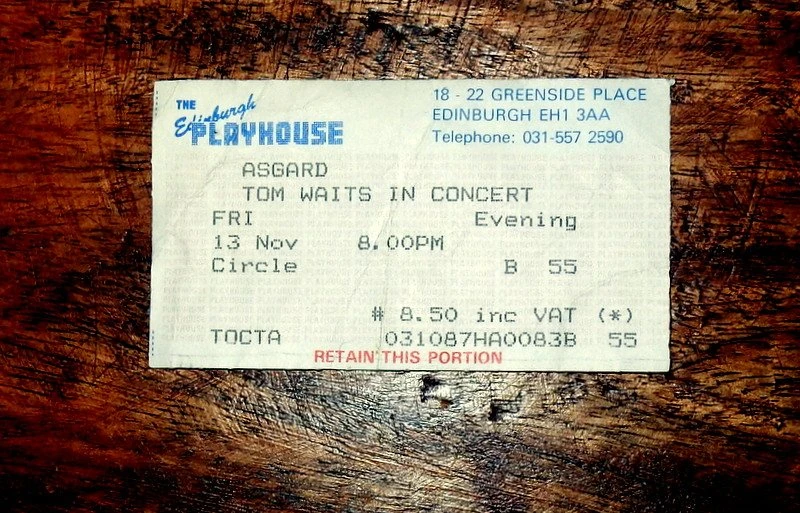 THE
Edinburgh
PLAYHOUSE
18 - 22 GREENSIDE PLACE
EDINBURGH EH1 3AA
Telephone: 031-557 2590
ASGARD
TOM WAITS IN CONCERT
FRI Evening
13 Nov 8.00PM
Circle B 55
# 8.50 inc VAT (*)
TOCTA 031087HA0083B 55
RETAIN THIS PORTION